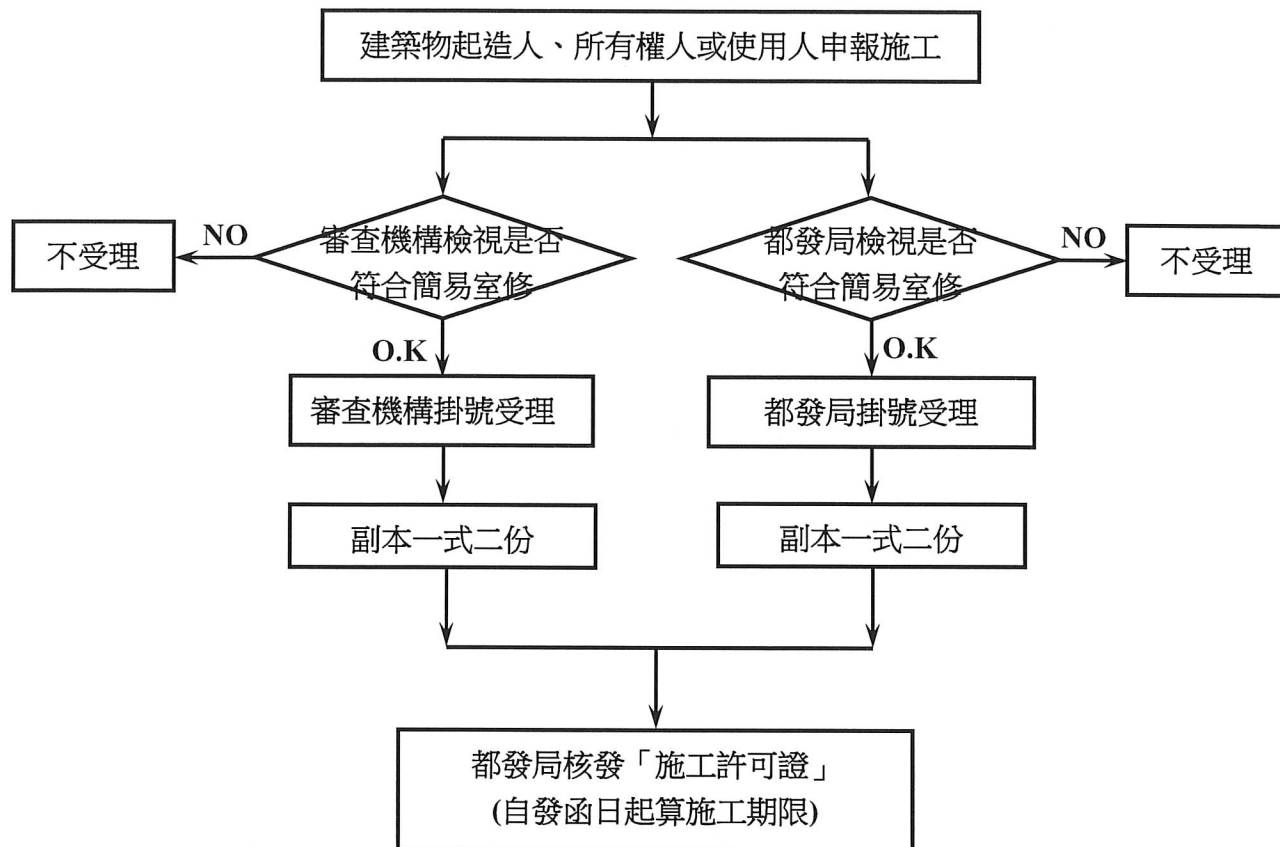 建築物起造人、所有權人或使用人申報施工
不受理
NO
審查機構檢視是否
符合簡易室修
都發局檢視是否
符合簡易室修
NO
不受理
O.K
O.K
審查機構掛號受理
都發局掛號受理
副本一式二份
副本一式二份
都發局核發「施工許可證」
(自發函日起算施工期限)